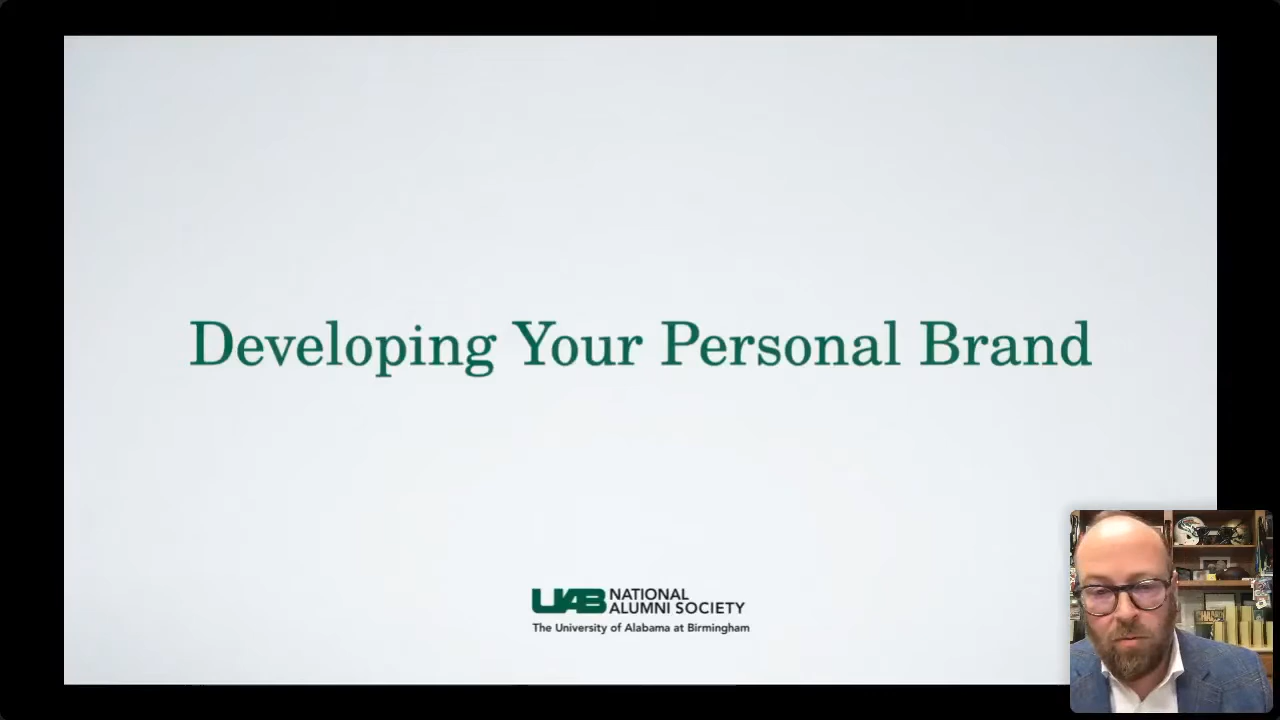 Developing Your Personal Brand
UAB NATIONAL
ALUMNI SOCIETY
The University of Alabama at Birmingham